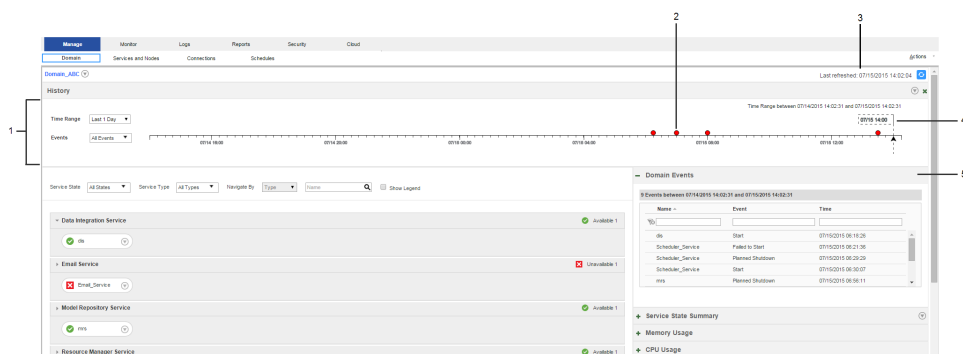 2
3
Manage Monitor Logs Reports Security Cloud
Domain Services and Nodes Connections Schedules Actions
Domain_ABC Last refreshed: 07/15/2015 14:02:04
History
1
Time Range between 07/14/2015 14:02:31 and 07/15/2015 14:02:31
Time Range Last 1 Day 07/15 14:00 4
Events All Events
07/14 16:00 07/14 20:00 07/15 00:00 07/15 04:00 07/15 08:00 07/15 12:00
Service State All States Service Type All Types Navigate By Type Name Show Legend
Domain Events 5
9 Events between 07/14/2015 14:02:31 and 07/15/2015 14:02:31
Name Event Time
dis Start 07/15/2015 06:18:26
Scheduler_Service Failed to Start 07/15/2015 06:21:36
Scheduler_Service Planned Shutdown 07/15/2015 06:29:29
Scheduler_Service Start 07/15/2015 06:30:07
mrs Planned Shutdown 07/15/2015 06:56:11
Data Integration Service Available 1
dis
Email Service Unavailable 1
Email_Service
Model Repository Service Available 1
mrs
Resource Manager Service Available 1
Service State Summary
Memory Usage
CPU Usage